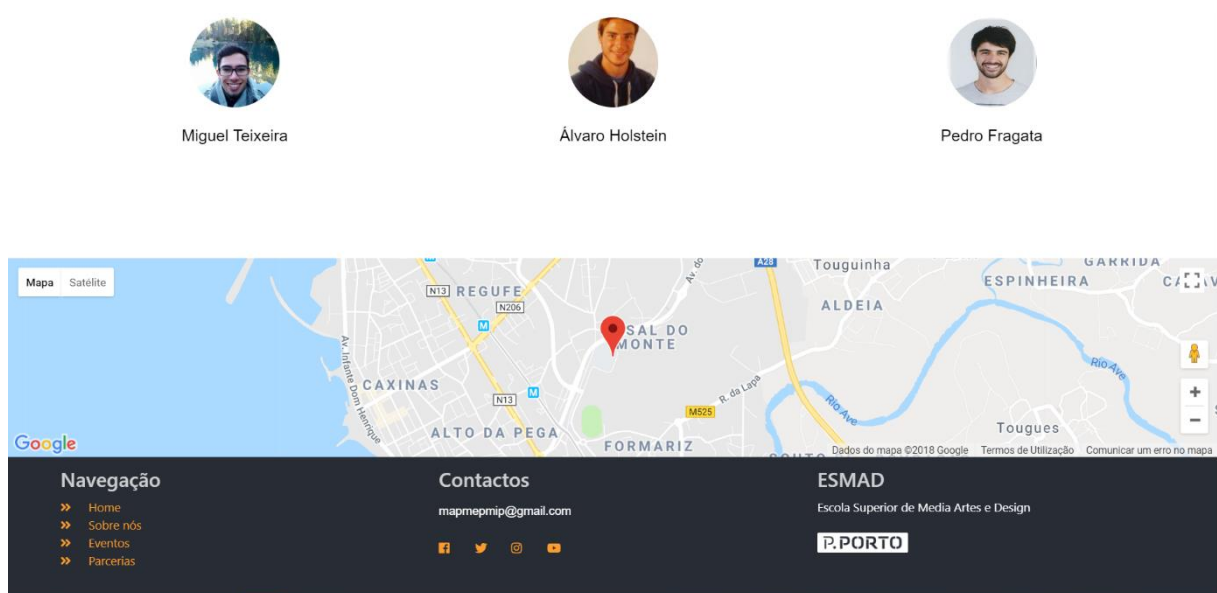 Miguel Teixeira
Álvaro Holstein
Pedro Fragata
Mapa Satélite
A28
Touguinha
GARRIDA
N13 REGUFE
ESPINHEIRA
N206
ALDEIA
Av. do
M
SAL DO
MONTE
Av. Infante Dom Henrique
Rio Ave
CAXINAS
M
N13
R. da Lapa
M525
Rio Ave
ALTO DA PEGA
Tougues
FORMARIZ
Google
Dados do mapa ©2018 Google Termos de Utilização Comunicar um erro no mapa
Navegação
Home
Sobre nós
Eventos
Parcerias
Contactos
mapmepmip@gmail.com
ESMAD
Escola Superior de Media Artes e Design
P.PORTO